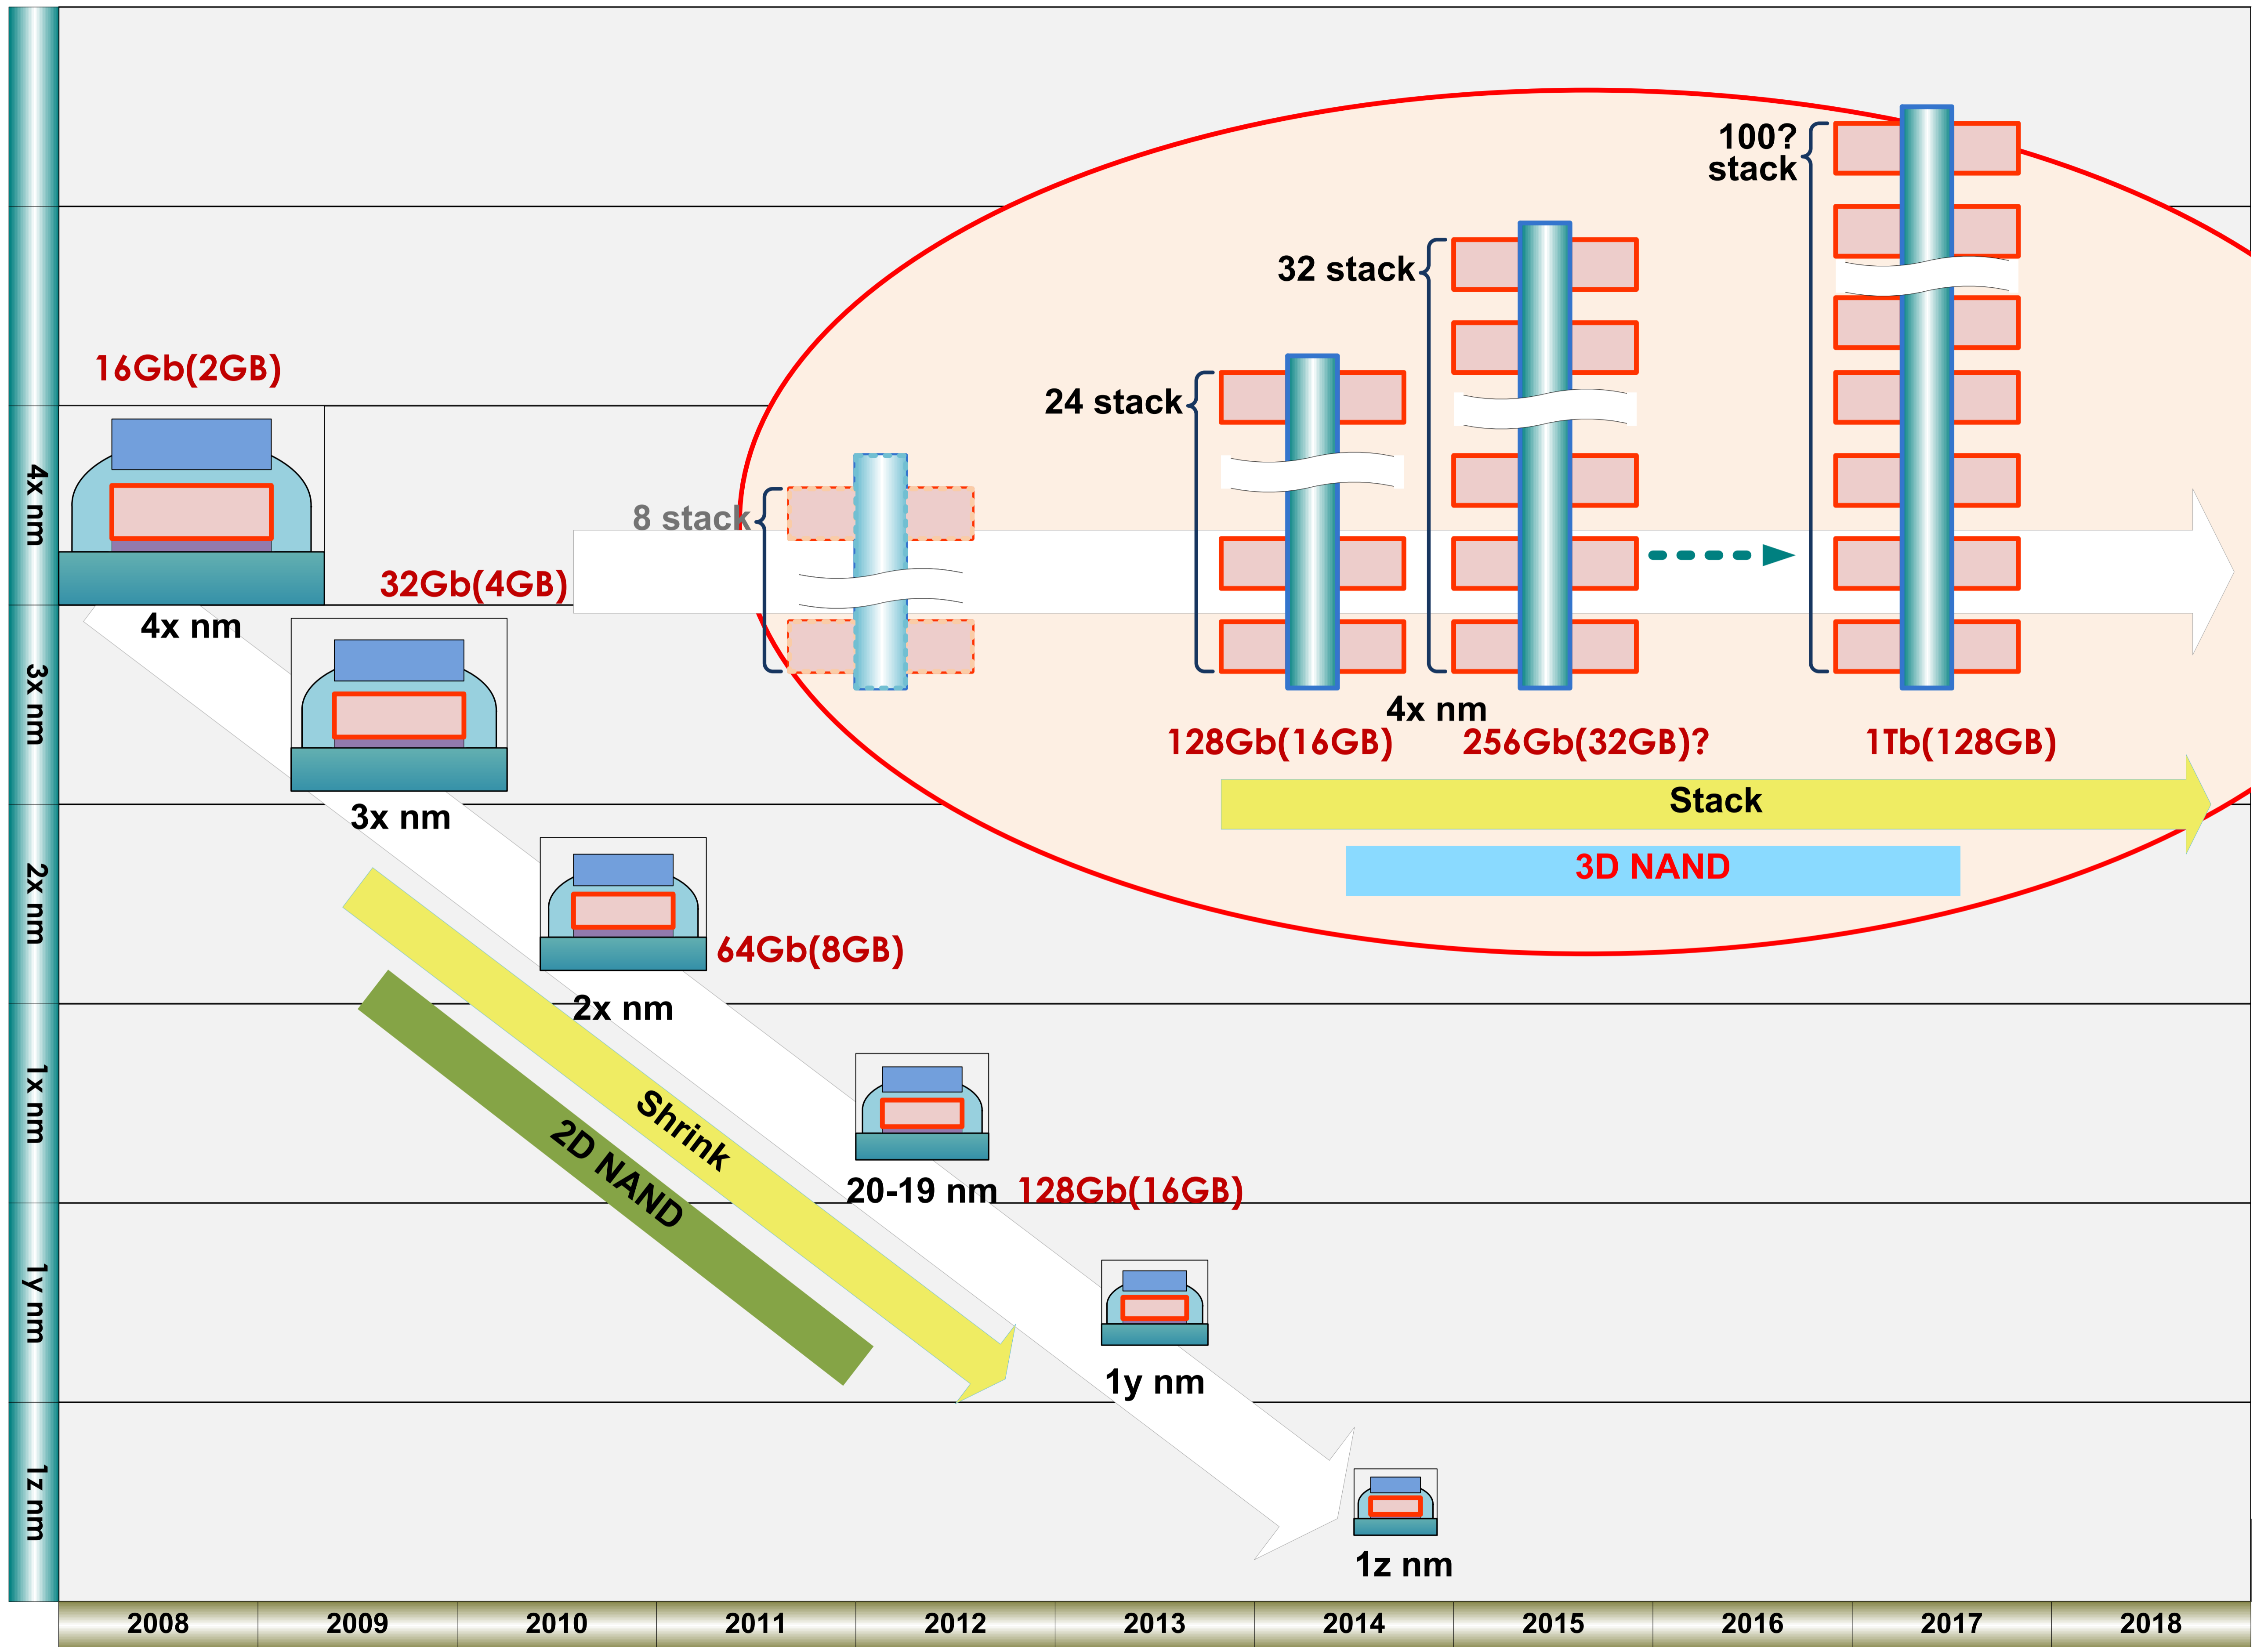 100?
stack
32 stack
16Gb(2GB)
24 stack
8 stack
4x nm
32Gb(4GB)
4x nm
3x nm
4x nm
128Gb(16GB)
256Gb(32GB)?
1Tb(128GB)
Stack
3x nm
3D NAND
2x nm
64Gb(8GB)
2x nm
1x nm
Shrink
2D NAND
20-19 nm
128Gb(16GB)
1y nm
1y nm
1z nm
1z nm
2008
2009
2010
2011
2012
2013
2014
2015
2016
2017
2018